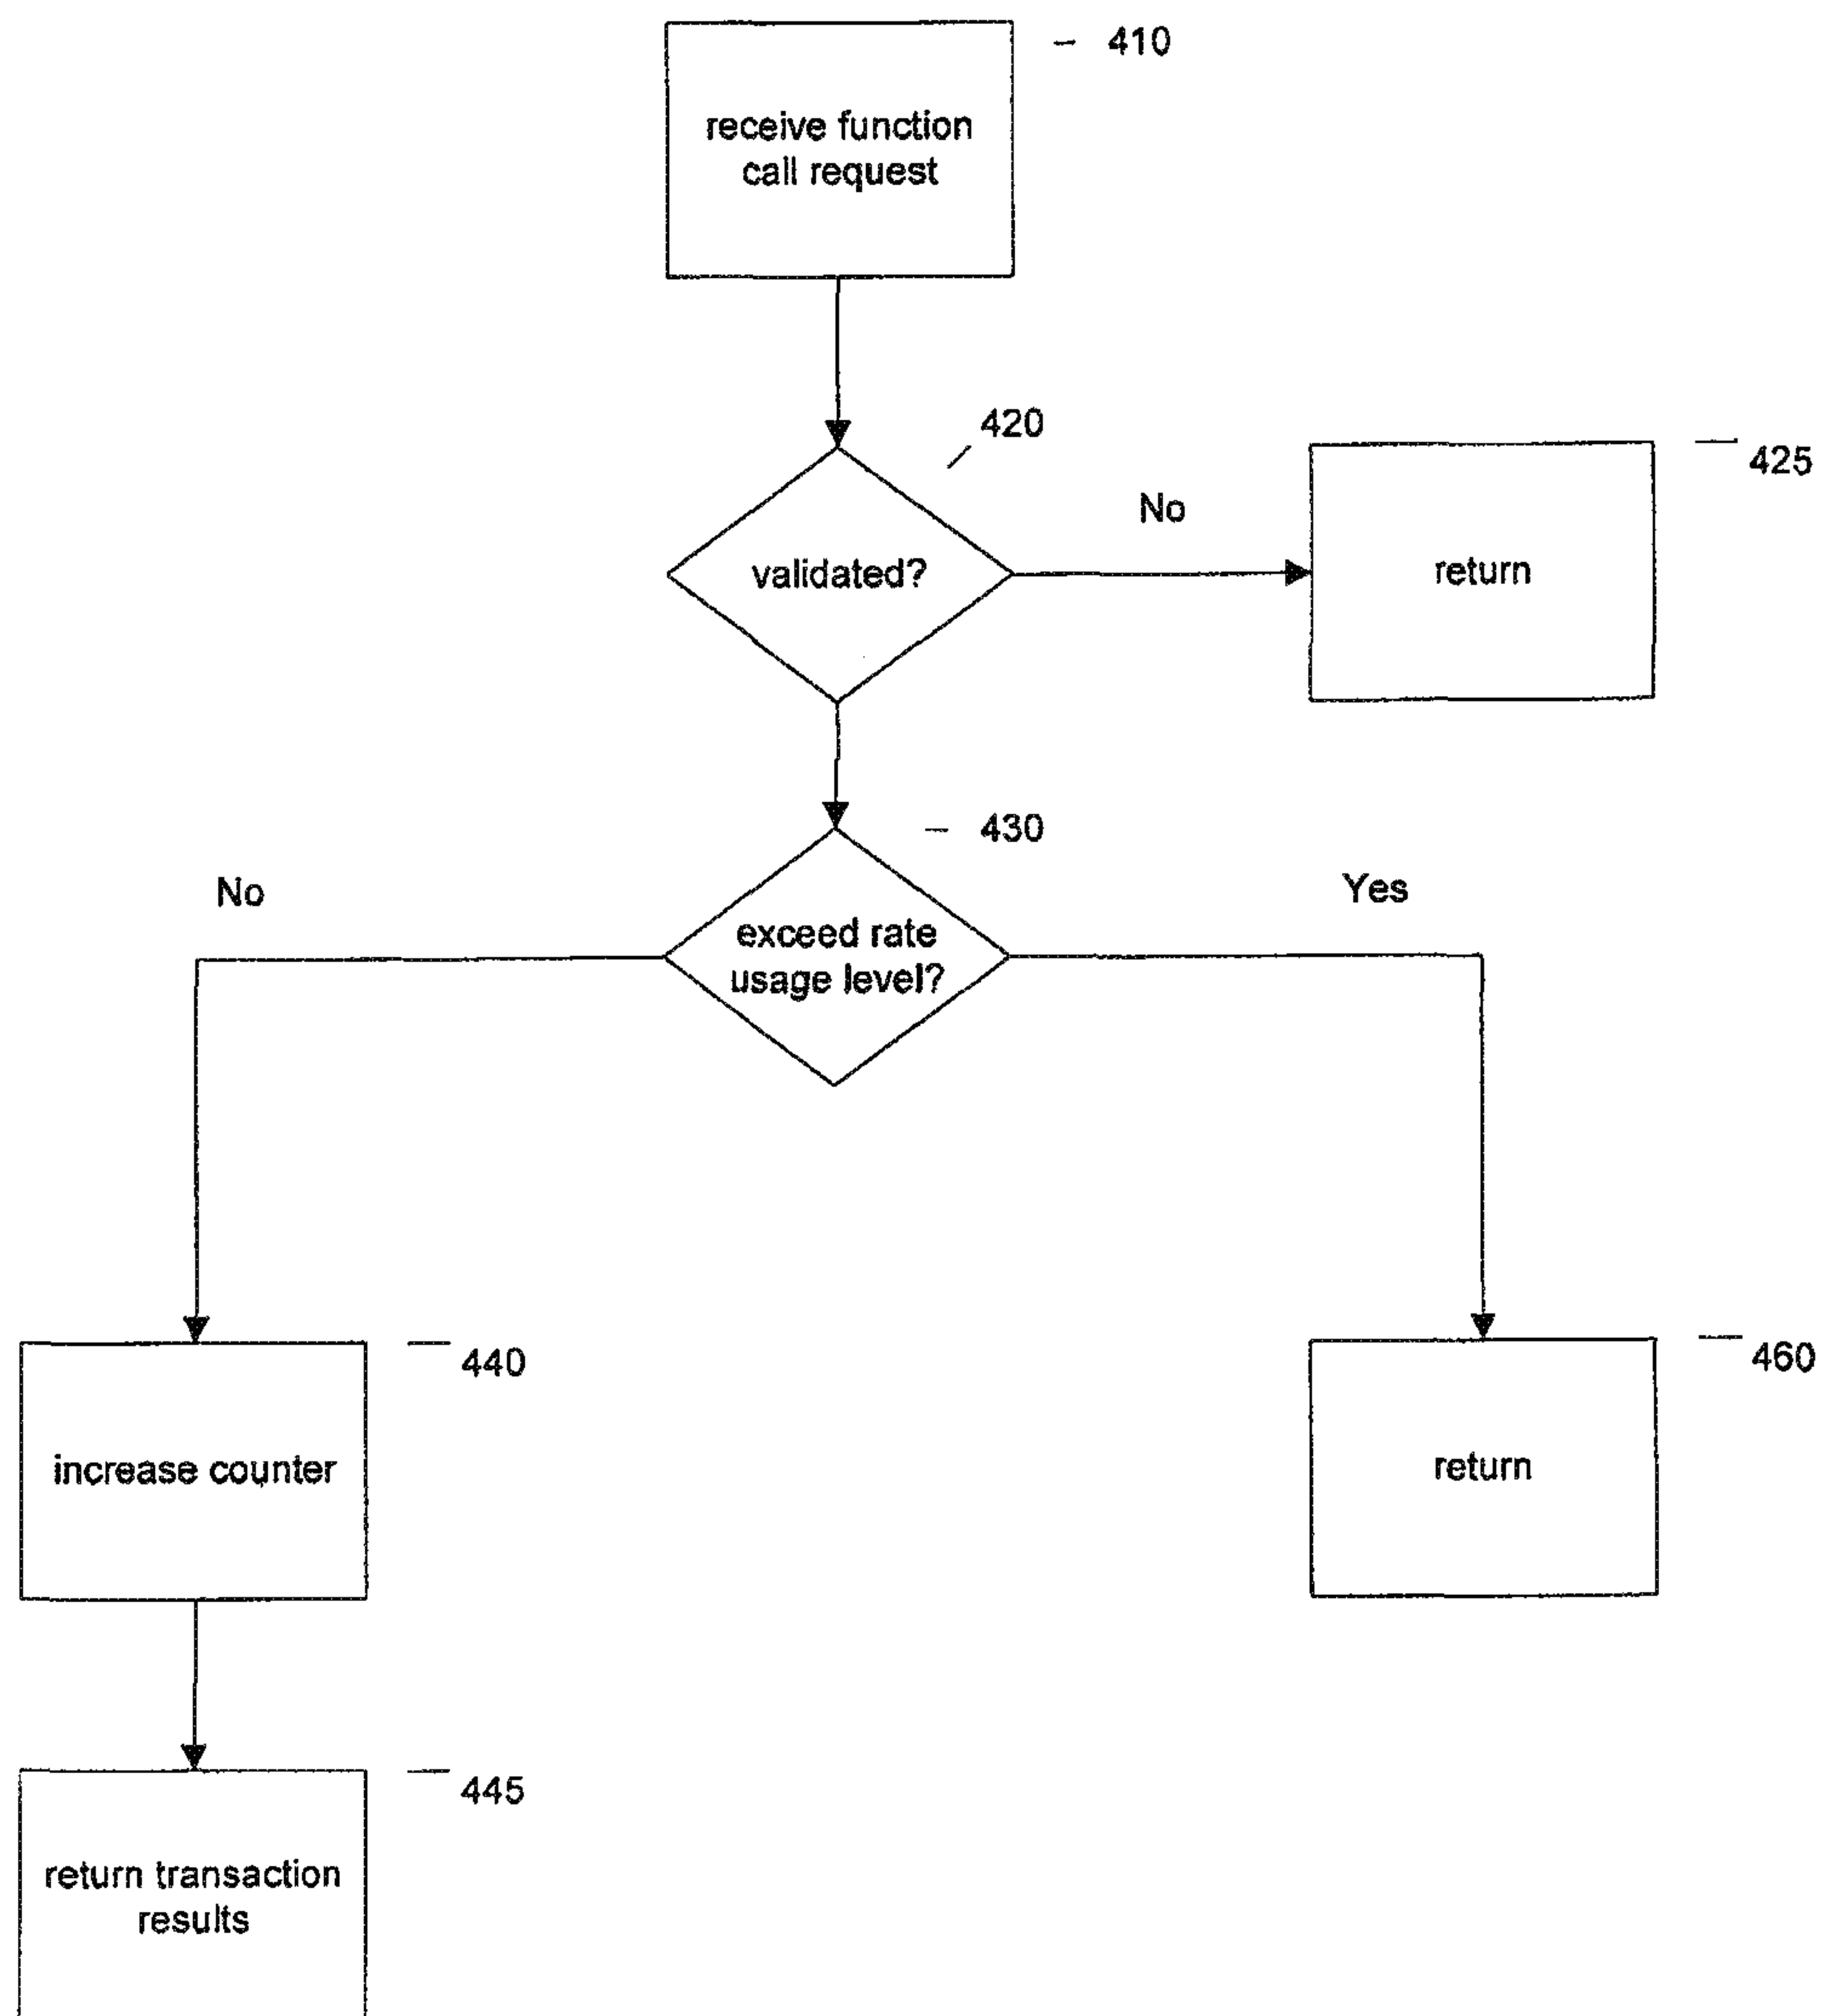 410
receive function
call request
420
validated?
No
425
return
430
No
Yes
exceed rate
usage level?
440
increase counter
460
return
445
return transaction
results